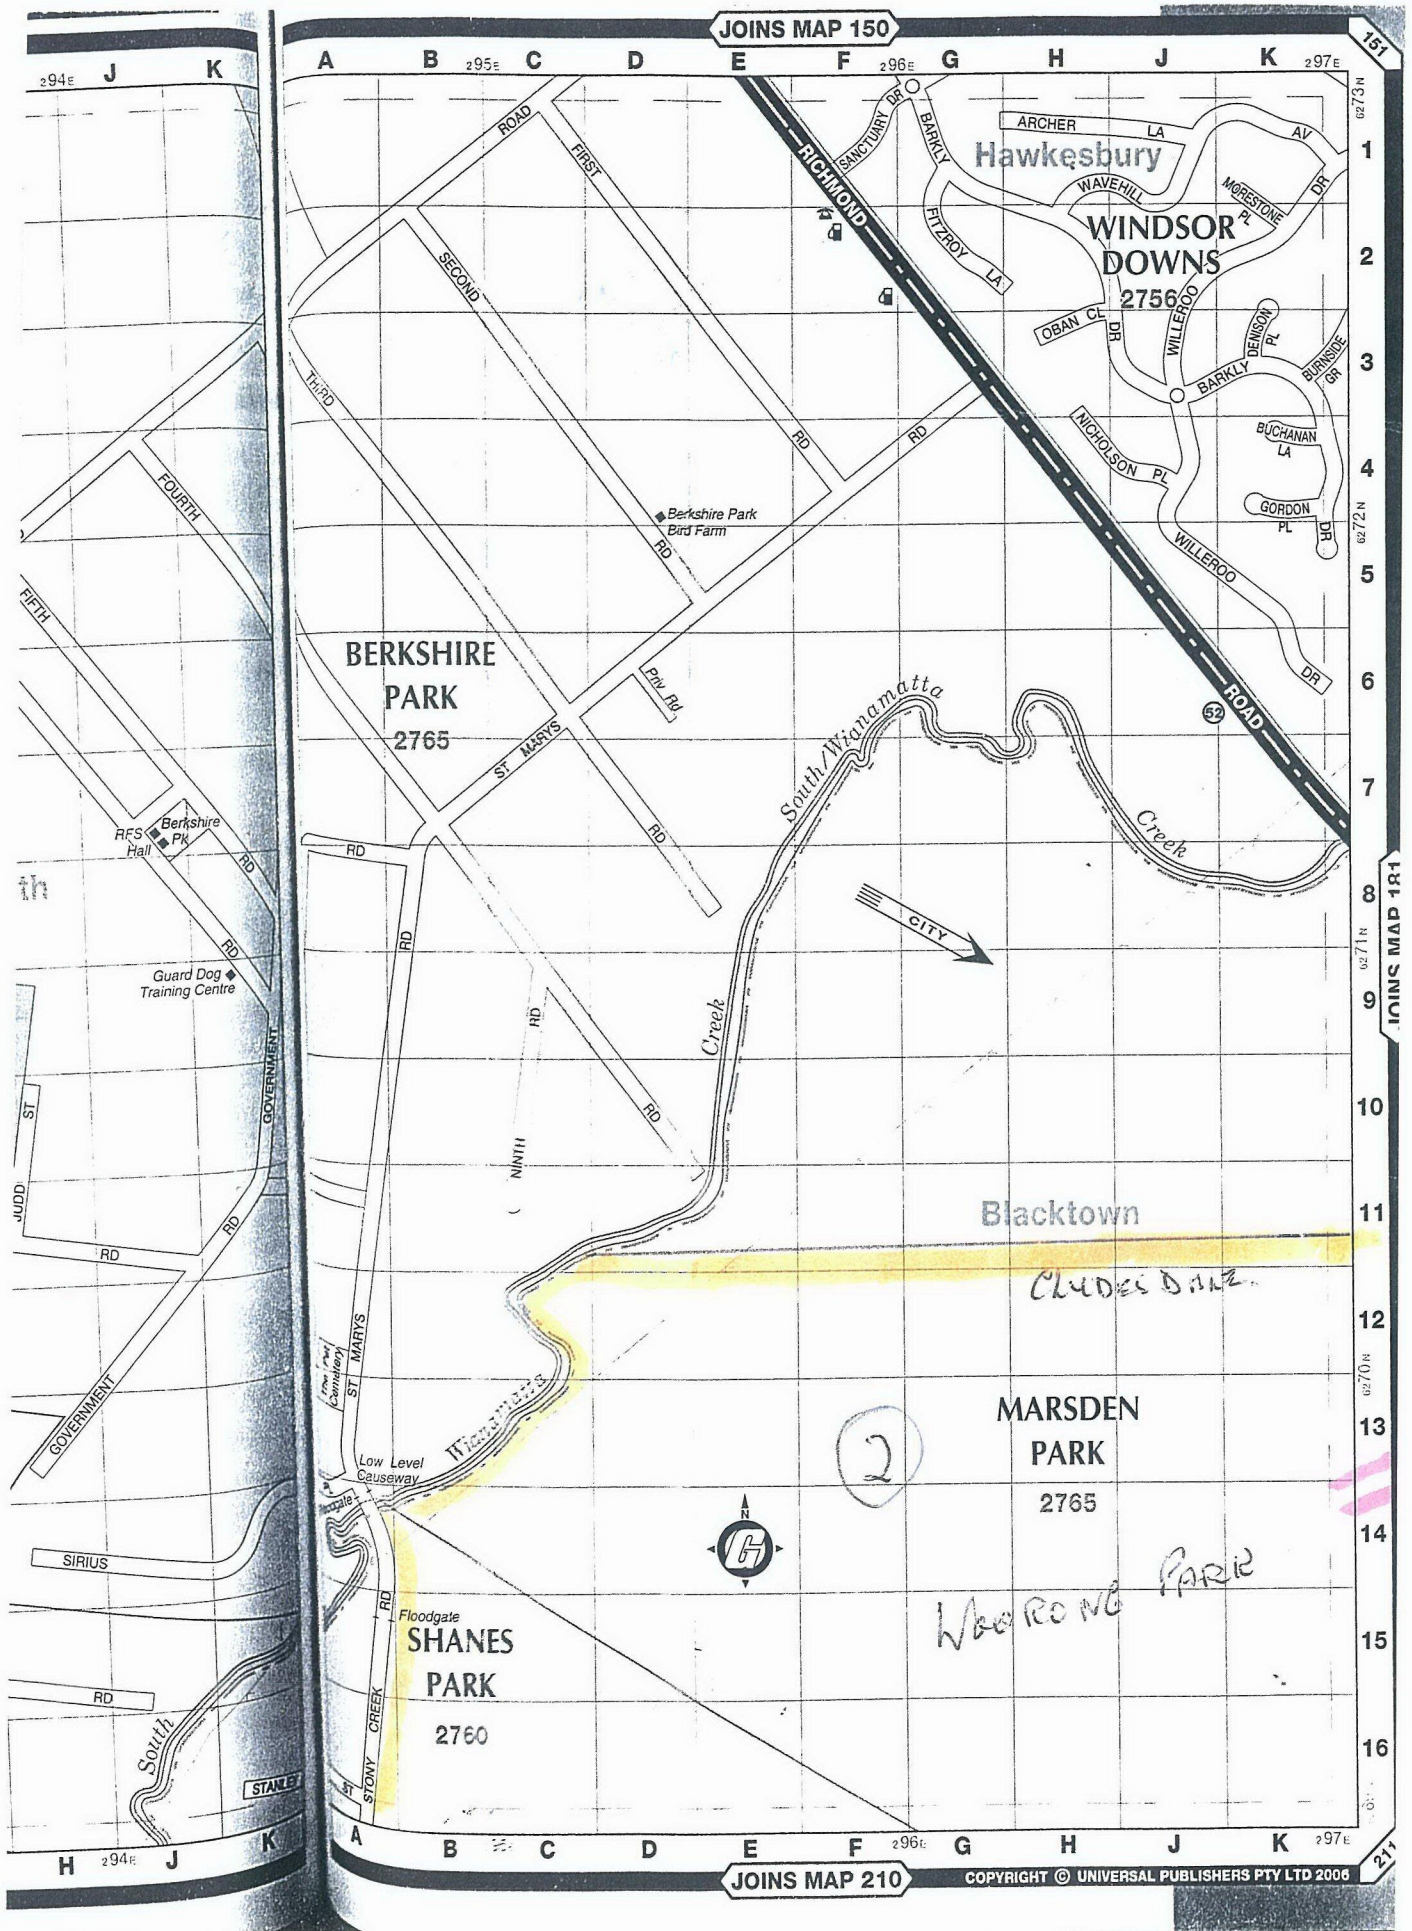 JOINS MAP 150
151
294E J K A B 295E C D E F 296E G H J K 297E
6273N
1
2
3
4
6272N
5
6
7
8
6271N
9
10
11
12
6270N
13
14
15
16
JOINS MAP 181
ROAD
FIRST
RICHMOND
SANCTUARY DR
BARKLY
ARCHER LA
AV
Hawkesbury
WAVEHILL
MORESTONE PL
DR
WINDSOR
DOWNS
2756
SECOND
FITZROY LA
OBAN CL
DR
WILLEROO
DENISON PL
BURNSIDE GR
BARKLY
THIRD
RD
RD
NICHOLSON PL
BUCHANAN
LA
GORDON
PL
DR
FOURTH
Berkshire Park
Bird Farm
RD
WILLEROO
DR
FIFTH
BERKSHIRE
PARK
2765
Priv Rd
ST MARYS
South/Wianamatta
Creek
52
ROAD
RFS
Hall
Berkshire
Pk
RD
RD
RD
th
CITY
RD
RD
Guard Dog
Training Centre
GOVERNMENT
RD
Creek
ST
JUDD
RD
NINTH
RD
RD
Blacktown
CLYDESDALE
ST MARYS
The Pet
Cemetery
Wianamatta
GOVERNMENT
MARSDEN
PARK
2765
2
Low Level
Causeway
Floodgate
N
G
SIRIUS
RD
Floodgate
SHANES
PARK
2760
WOORONG PARK
RD
South
STONY CREEK
STANLEY
ST
H 294E J K A B C D E F 296E G H J K 297E
JOINS MAP 210
COPYRIGHT © UNIVERSAL PUBLISHERS PTY LTD 2006
211